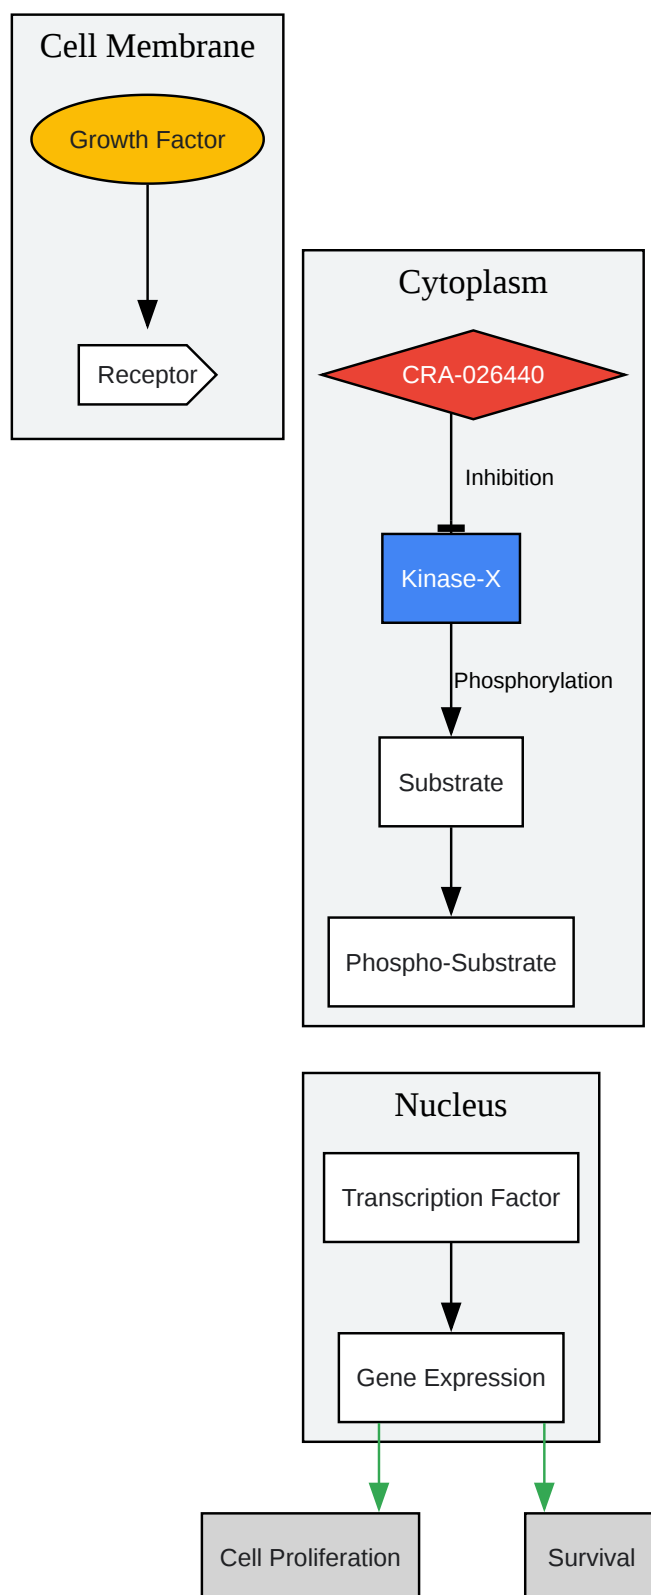 Cell Membrane
Growth Factor
Receptor
Cytoplasm
CRA-026440
Inhibition
Kinase-X
Phosphorylation
Substrate
Phospho-Substrate
Nucleus
Transcription Factor
Gene Expression
Cell Proliferation
Survival